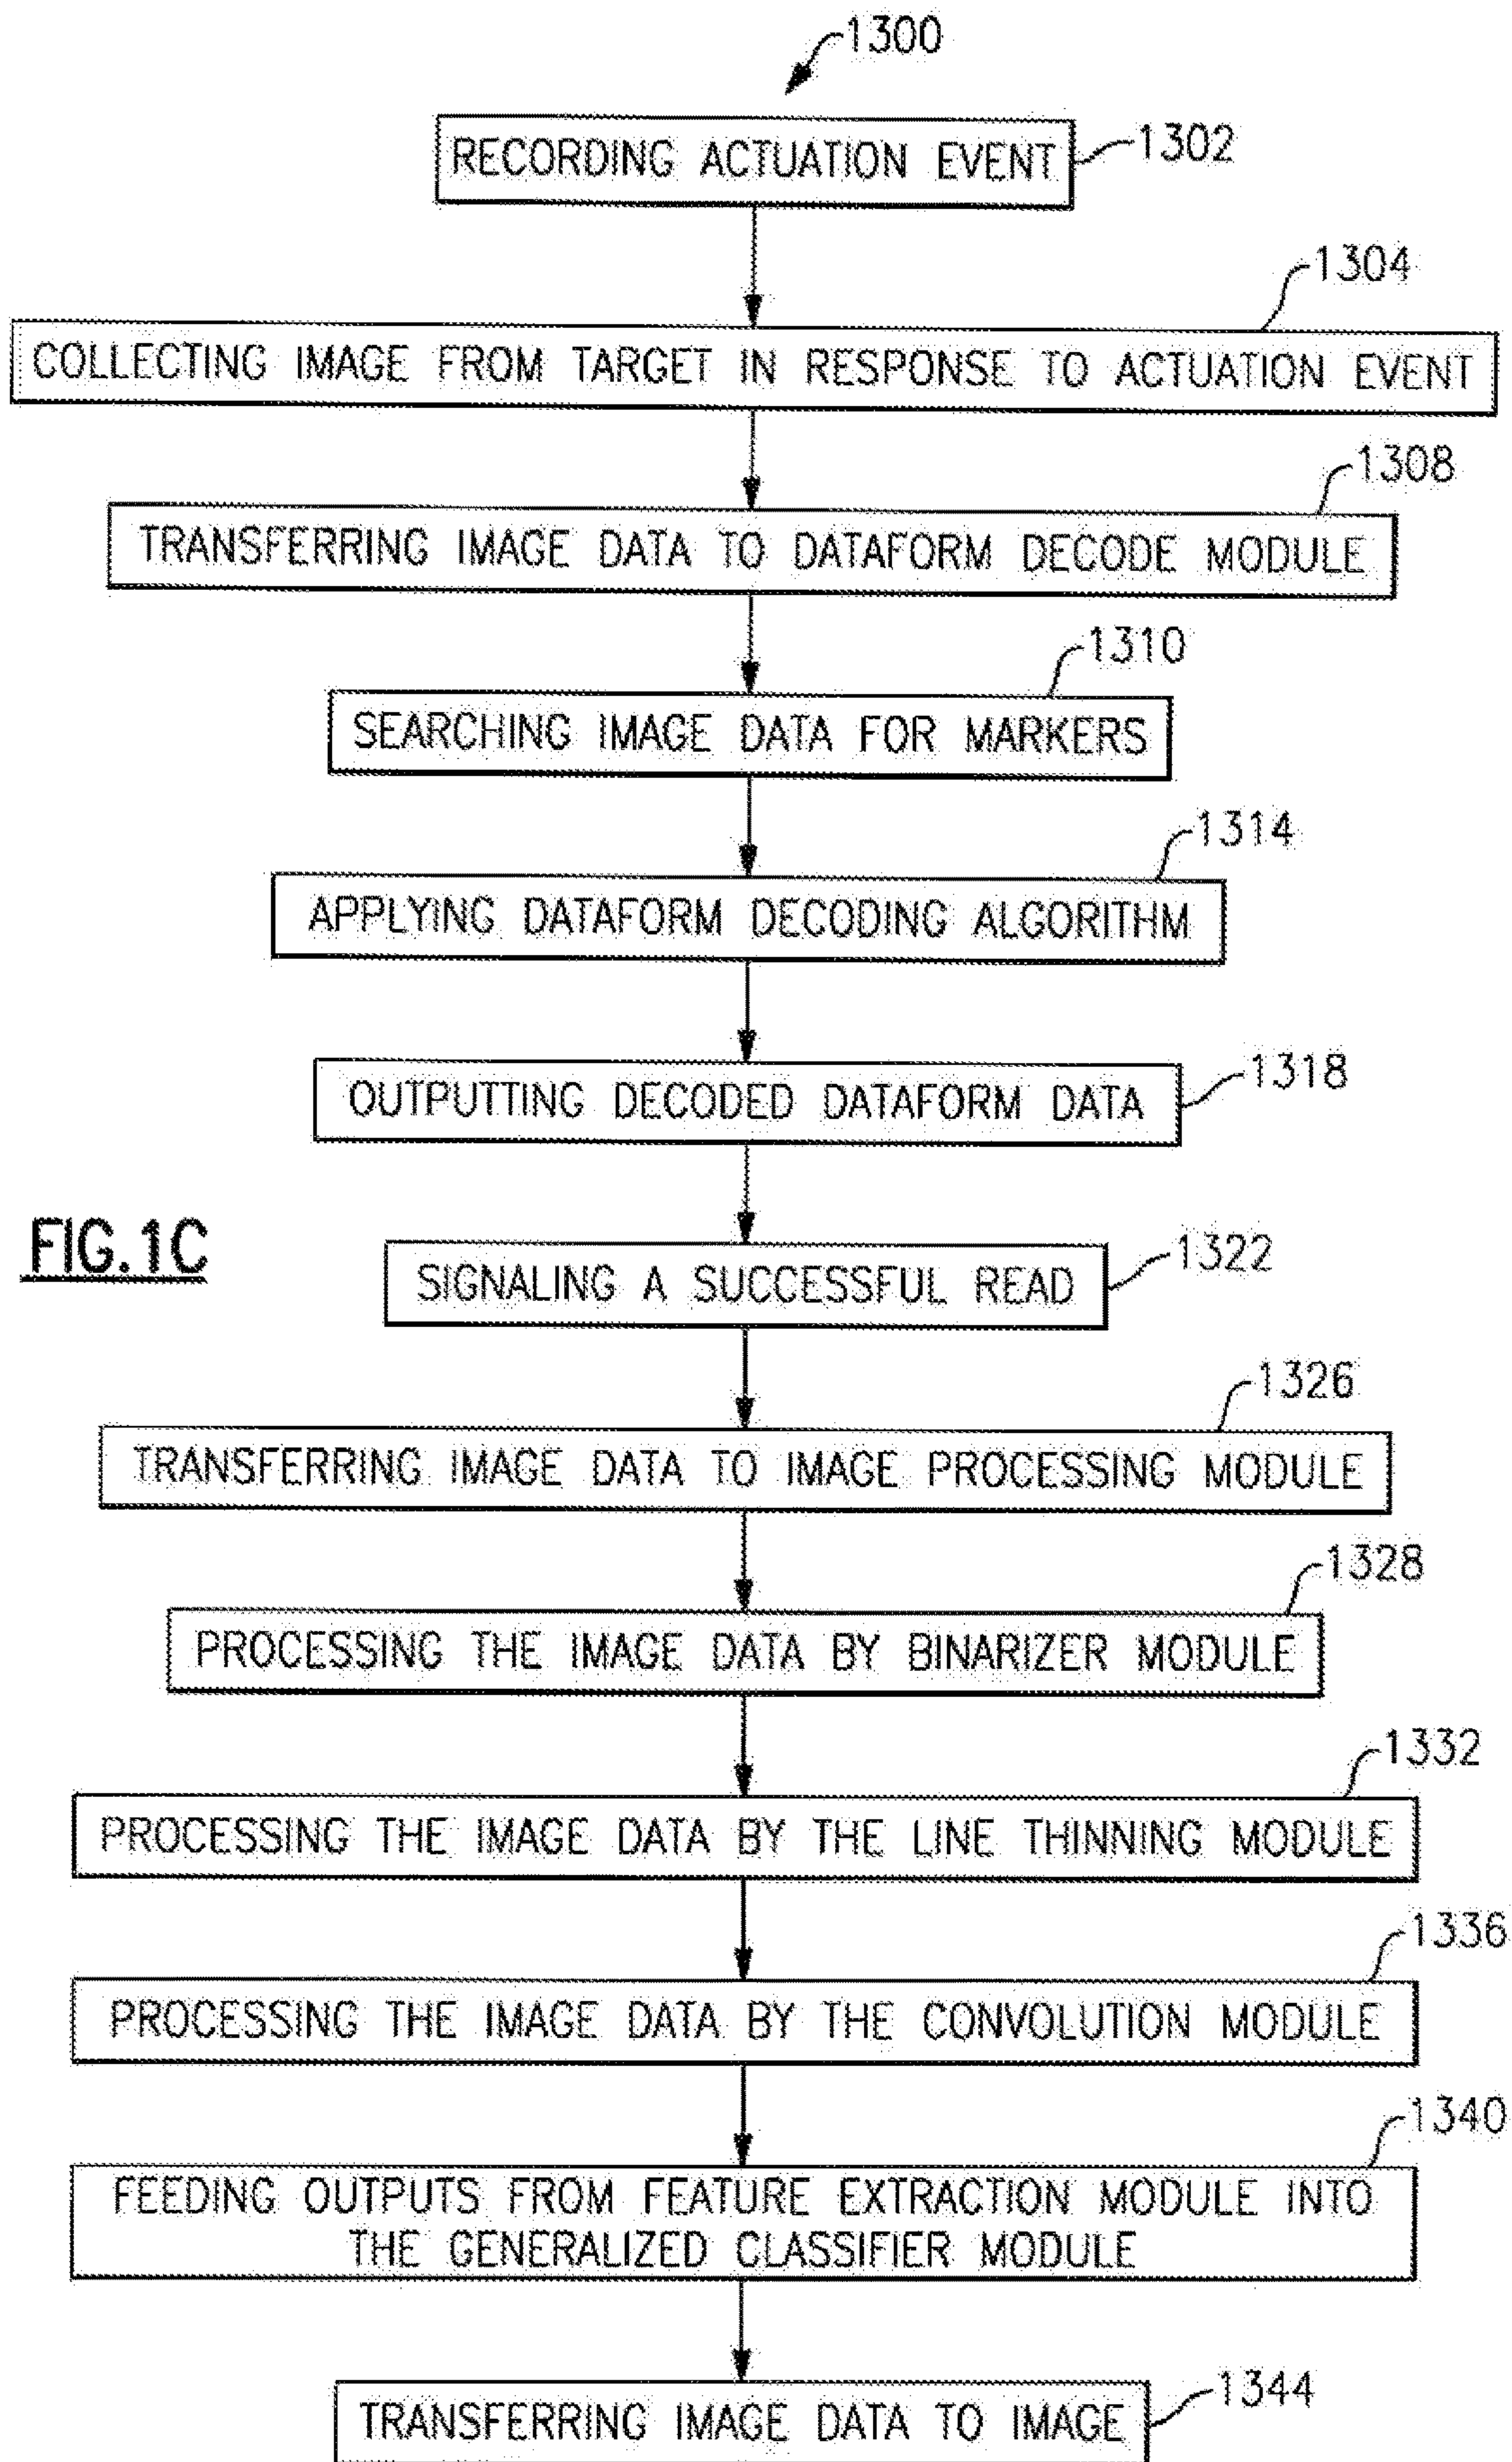 1300
RECORDING ACTUATION EVENT
1302
1304
COLLECTING IMAGE FROM TARGET IN RESPONSE TO ACTUATION EVENT
1308
TRANSFERRING IMAGE DATA TO DATAFORM DECODE MODULE
1310
SEARCHING IMAGE DATA FOR MARKERS
1314
APPLYING DATAFORM DECODING ALGORITHM
OUTPUTTING DECODED DATAFORM DATA
1318
FIG.1C
SIGNALING A SUCCESSFUL READ
1322
1326
TRANSFERRING IMAGE DATA TO IMAGE PROCESSING MODULE
1328
PROCESSING THE IMAGE DATA BY BINARIZER MODULE
1332
PROCESSING THE IMAGE DATA BY THE LINE THINNING MODULE
1336
PROCESSING THE IMAGE DATA BY THE CONVOLUTION MODULE
1340
FEEDING OUTPUTS FROM FEATURE EXTRACTION MODULE INTO
THE GENERALIZED CLASSIFIER MODULE
1344
TRANSFERRING IMAGE DATA TO IMAGE